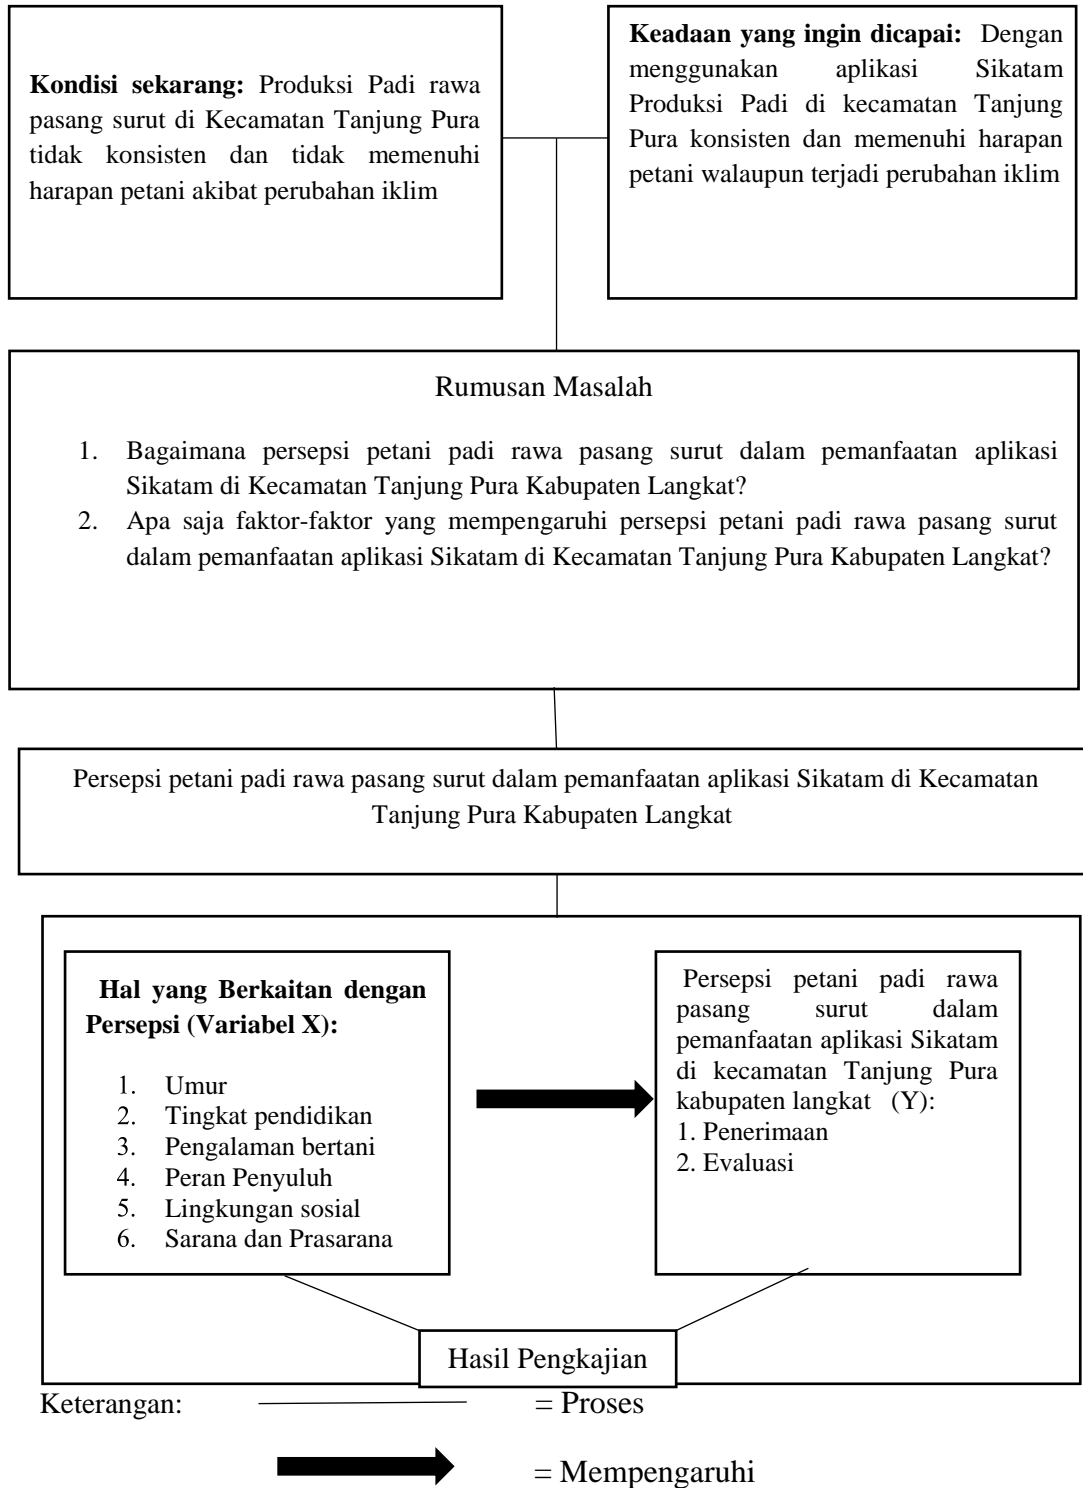 Kondisi sekarang: Produksi Padi rawa
pasang surut di Kecamatan Tanjung Pura
tidak konsisten dan tidak memenuhi
harapan petani akibat perubahan iklim
Keadaan yang ingin dicapai: Dengan
menggunakan aplikasi Sikatam
Produksi Padi di kecamatan Tanjung
Pura konsisten dan memenuhi harapan
petani walaupun terjadi perubahan iklim
Rumusan Masalah
1. Bagaimana persepsi petani padi rawa pasang surut dalam pemanfaatan aplikasi
Sikatam di Kecamatan Tanjung Pura Kabupaten Langkat?
2. Apa saja faktor-faktor yang mempengaruhi persepsi petani padi rawa pasang surut
dalam pemanfaatan aplikasi Sikatam di Kecamatan Tanjung Pura Kabupaten Langkat?
Persepsi petani padi rawa pasang surut dalam pemanfaatan aplikasi Sikatam di Kecamatan
Tanjung Pura Kabupaten Langkat
Hal yang Berkaitan dengan
Persepsi (Variabel X):
1. Umur
2. Tingkat pendidikan
3. Pengalaman bertani
4. Peran Penyuluh
5. Lingkungan sosial
6. Sarana dan Prasarana
Persepsi petani padi rawa
pasang surut dalam
pemanfaatan aplikasi Sikatam
di kecamatan Tanjung Pura
kabupaten langkat (Y):
1. Penerimaan
2. Evaluasi
Hasil Pengkajian
Keterangan: = Proses
= Mempengaruhi